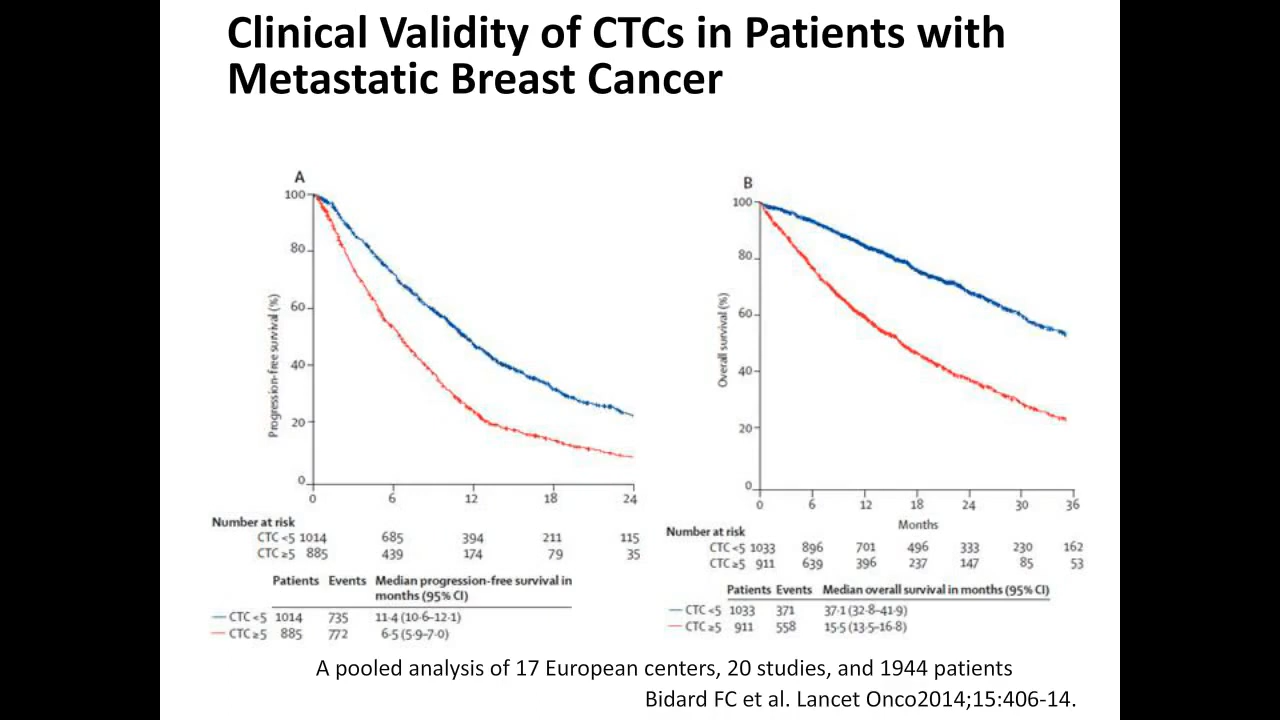 Clinical Validity of CTCs in Patients with
Metastatic Breast Cancer
A
100
80
60
40
20
0
Progression-free survival (%)
0 6 12 18 24
Number at risk
CTC <5 1014 685 394 211 115
CTC ≥5 885 439 174 79 35
Patients Events Median progression-free survival in
months (95% CI)
CTC <5 1014 735 11·4 (10·6–12·1)
CTC ≥5 885 772 6·5 (5·9–7·0)
B
100
80
60
40
20
0
Overall survival (%)
0 6 12 18 24 30 36
Months
Number at risk
CTC <5 1033 896 701 496 333 230 162
CTC ≥5 911 639 396 237 147 85 53
Patients Events Median overall survival in months (95% CI)
CTC <5 1033 371 37·1 (32·8–41·9)
CTC ≥5 911 558 15·5 (13·5–16·8)
A pooled analysis of 17 European centers, 20 studies, and 1944 patients
Bidard FC et al. Lancet Onco2014;15:406-14.